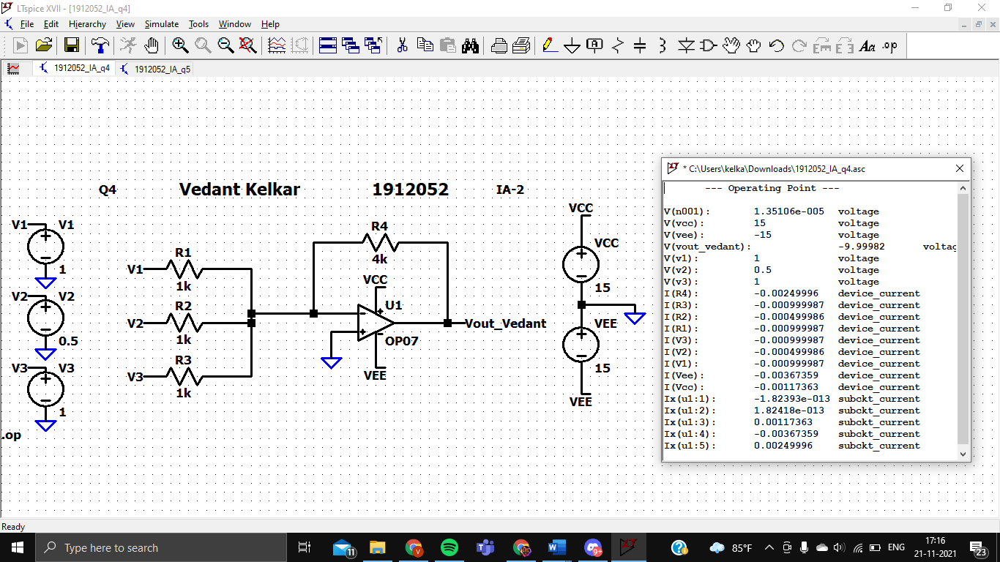 LTspice XVII - [1912052_IA_q4]
File Edit Hierarchy View Simulate Tools Window Help
.op
1912052_IA_q4 1912052_IA_q5
Q4 Vedant Kelkar 1912052 IA-2
V1 V1
1
V2 V2
0.5
V3 V3
1
.op
V1 R1
1k
V2 R2
1k
V3 R3
1k
R4
4k
VCC
U1
OP07
VEE
Vout_Vedant
VCC
VCC
15
VEE
15
VEE
* C:\Users\kelka\Downloads\1912052_IA_q4.asc
--- Operating Point ---
V(n001): 1.35106e-005 voltage
V(vcc): 15 voltage
V(vee): -15 voltage
V(vout_vedant): -9.99982 voltag
V(v1): 1 voltage
V(v2): 0.5 voltage
V(v3): 1 voltage
I(R4): -0.00249996 device_current
I(R3): -0.000999987 device_current
I(R2): -0.000499986 device_current
I(R1): -0.000999987 device_current
I(V3): -0.000999987 device_current
I(V2): -0.000499986 device_current
I(V1): -0.000999987 device_current
I(Vee): -0.00367359 device_current
I(Vcc): -0.00117363 device_current
Ix(u1:1): -1.82393e-013 subckt_current
Ix(u1:2): 1.82418e-013 subckt_current
Ix(u1:3): 0.00117363 subckt_current
Ix(u1:4): -0.00367359 subckt_current
Ix(u1:5): 0.00249996 subckt_current
Ready
Type here to search
11
9+
85°F
ENG
17:16
21-11-2021
23